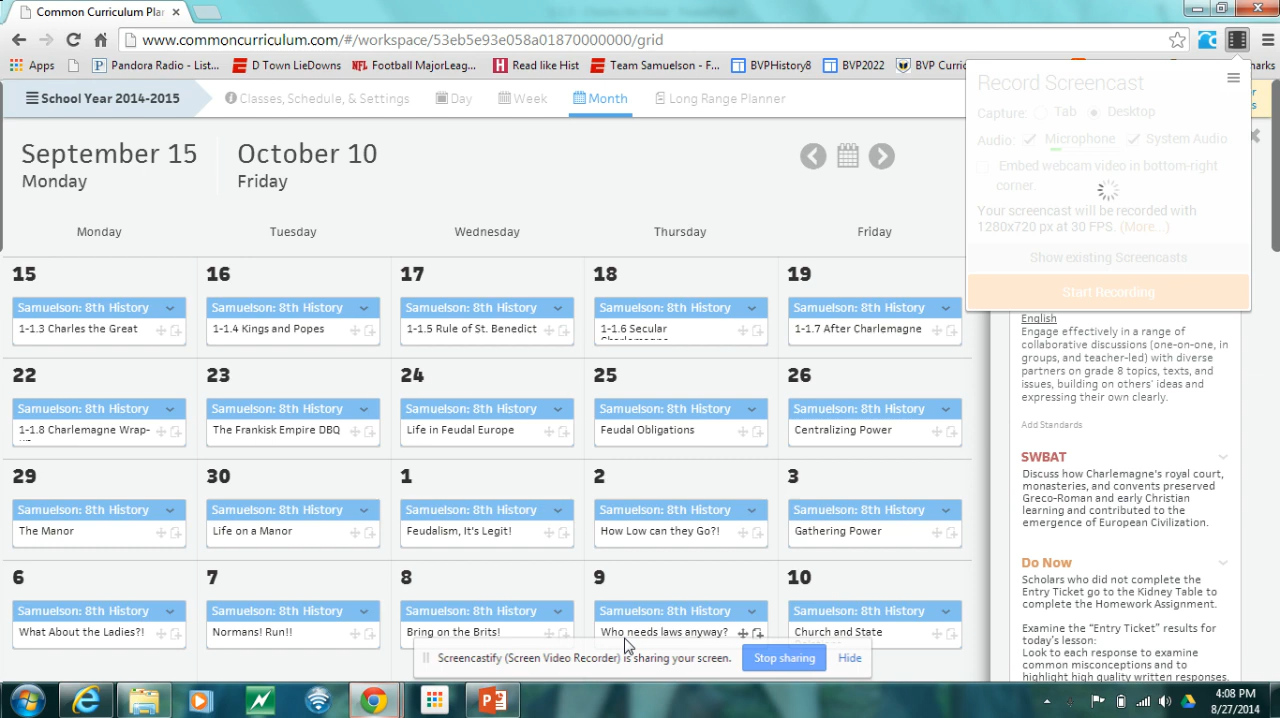 Common Curriculum Plan
www.commoncurriculum.com/#/workspace/53eb5e93e058a01870000000/grid
Apps
Pandora Radio - List...
D Town LieDowns
Football MajorLeag...
Head like Hist
Team Samuelson - F...
BVPHistory8
BVP2022
BVP Curric
School Year 2014-2015
Classes, Schedule, & Settings
Day
Week
Month
Long Range Planner
Record Screencast
Capture: Tab Desktop
Audio: Microphone System Audio
Embed webcam video in bottom-right
corner.
Your screencast will be recorded with
1280x720 px at 30 FPS. (More...)
Show existing Screencasts
Start Recording
September 15
Monday
October 10
Friday
Monday
Tuesday
Wednesday
Thursday
Friday
15
Samuelson: 8th History
1-1.3 Charles the Great
16
Samuelson: 8th History
1-1.4 Kings and Popes
17
Samuelson: 8th History
1-1.5 Rule of St. Benedict
18
Samuelson: 8th History
1-1.6 Secular
19
Samuelson: 8th History
1-1.7 After Charlemagne
22
Samuelson: 8th History
1-1.8 Charlemagne Wrap-
23
Samuelson: 8th History
The Frankisk Empire DBQ
24
Samuelson: 8th History
Life in Feudal Europe
25
Samuelson: 8th History
Feudal Obligations
26
Samuelson: 8th History
Centralizing Power
29
Samuelson: 8th History
The Manor
30
Samuelson: 8th History
Life on a Manor
1
Samuelson: 8th History
Feudalism, It's Legit!
2
Samuelson: 8th History
How Low can they Go?!
3
Samuelson: 8th History
Gathering Power
6
Samuelson: 8th History
What About the Ladies?!
7
Samuelson: 8th History
Normans! Run!!
8
Samuelson: 8th History
Bring on the Brits!
9
Samuelson: 8th History
Who needs laws anyway?
10
Samuelson: 8th History
Church and State
English
Engage effectively in a range of
collaborative discussions (one-on-one, in
groups, and teacher-led) with diverse
partners on grade 8 topics, texts, and
issues, building on others' ideas and
expressing their own clearly.
Add Standards
SWBAT
Discuss how Charlemagne's royal court,
monasteries, and convents preserved
Greco-Roman and early Christian
learning and contributed to the
emergence of European Civilization.
Do Now
Scholars who did not complete the
Entry Ticket go to the Kidney Table to
complete the Homework Assignment.
Examine the “Entry Ticket” results for
today's lesson:
Look to each response to examine
common misconceptions and to
highlight high quality written responses.
Screencastify (Screen Video Recorder) is sharing your screen.
Stop sharing
Hide
4:08 PM
8/27/2014